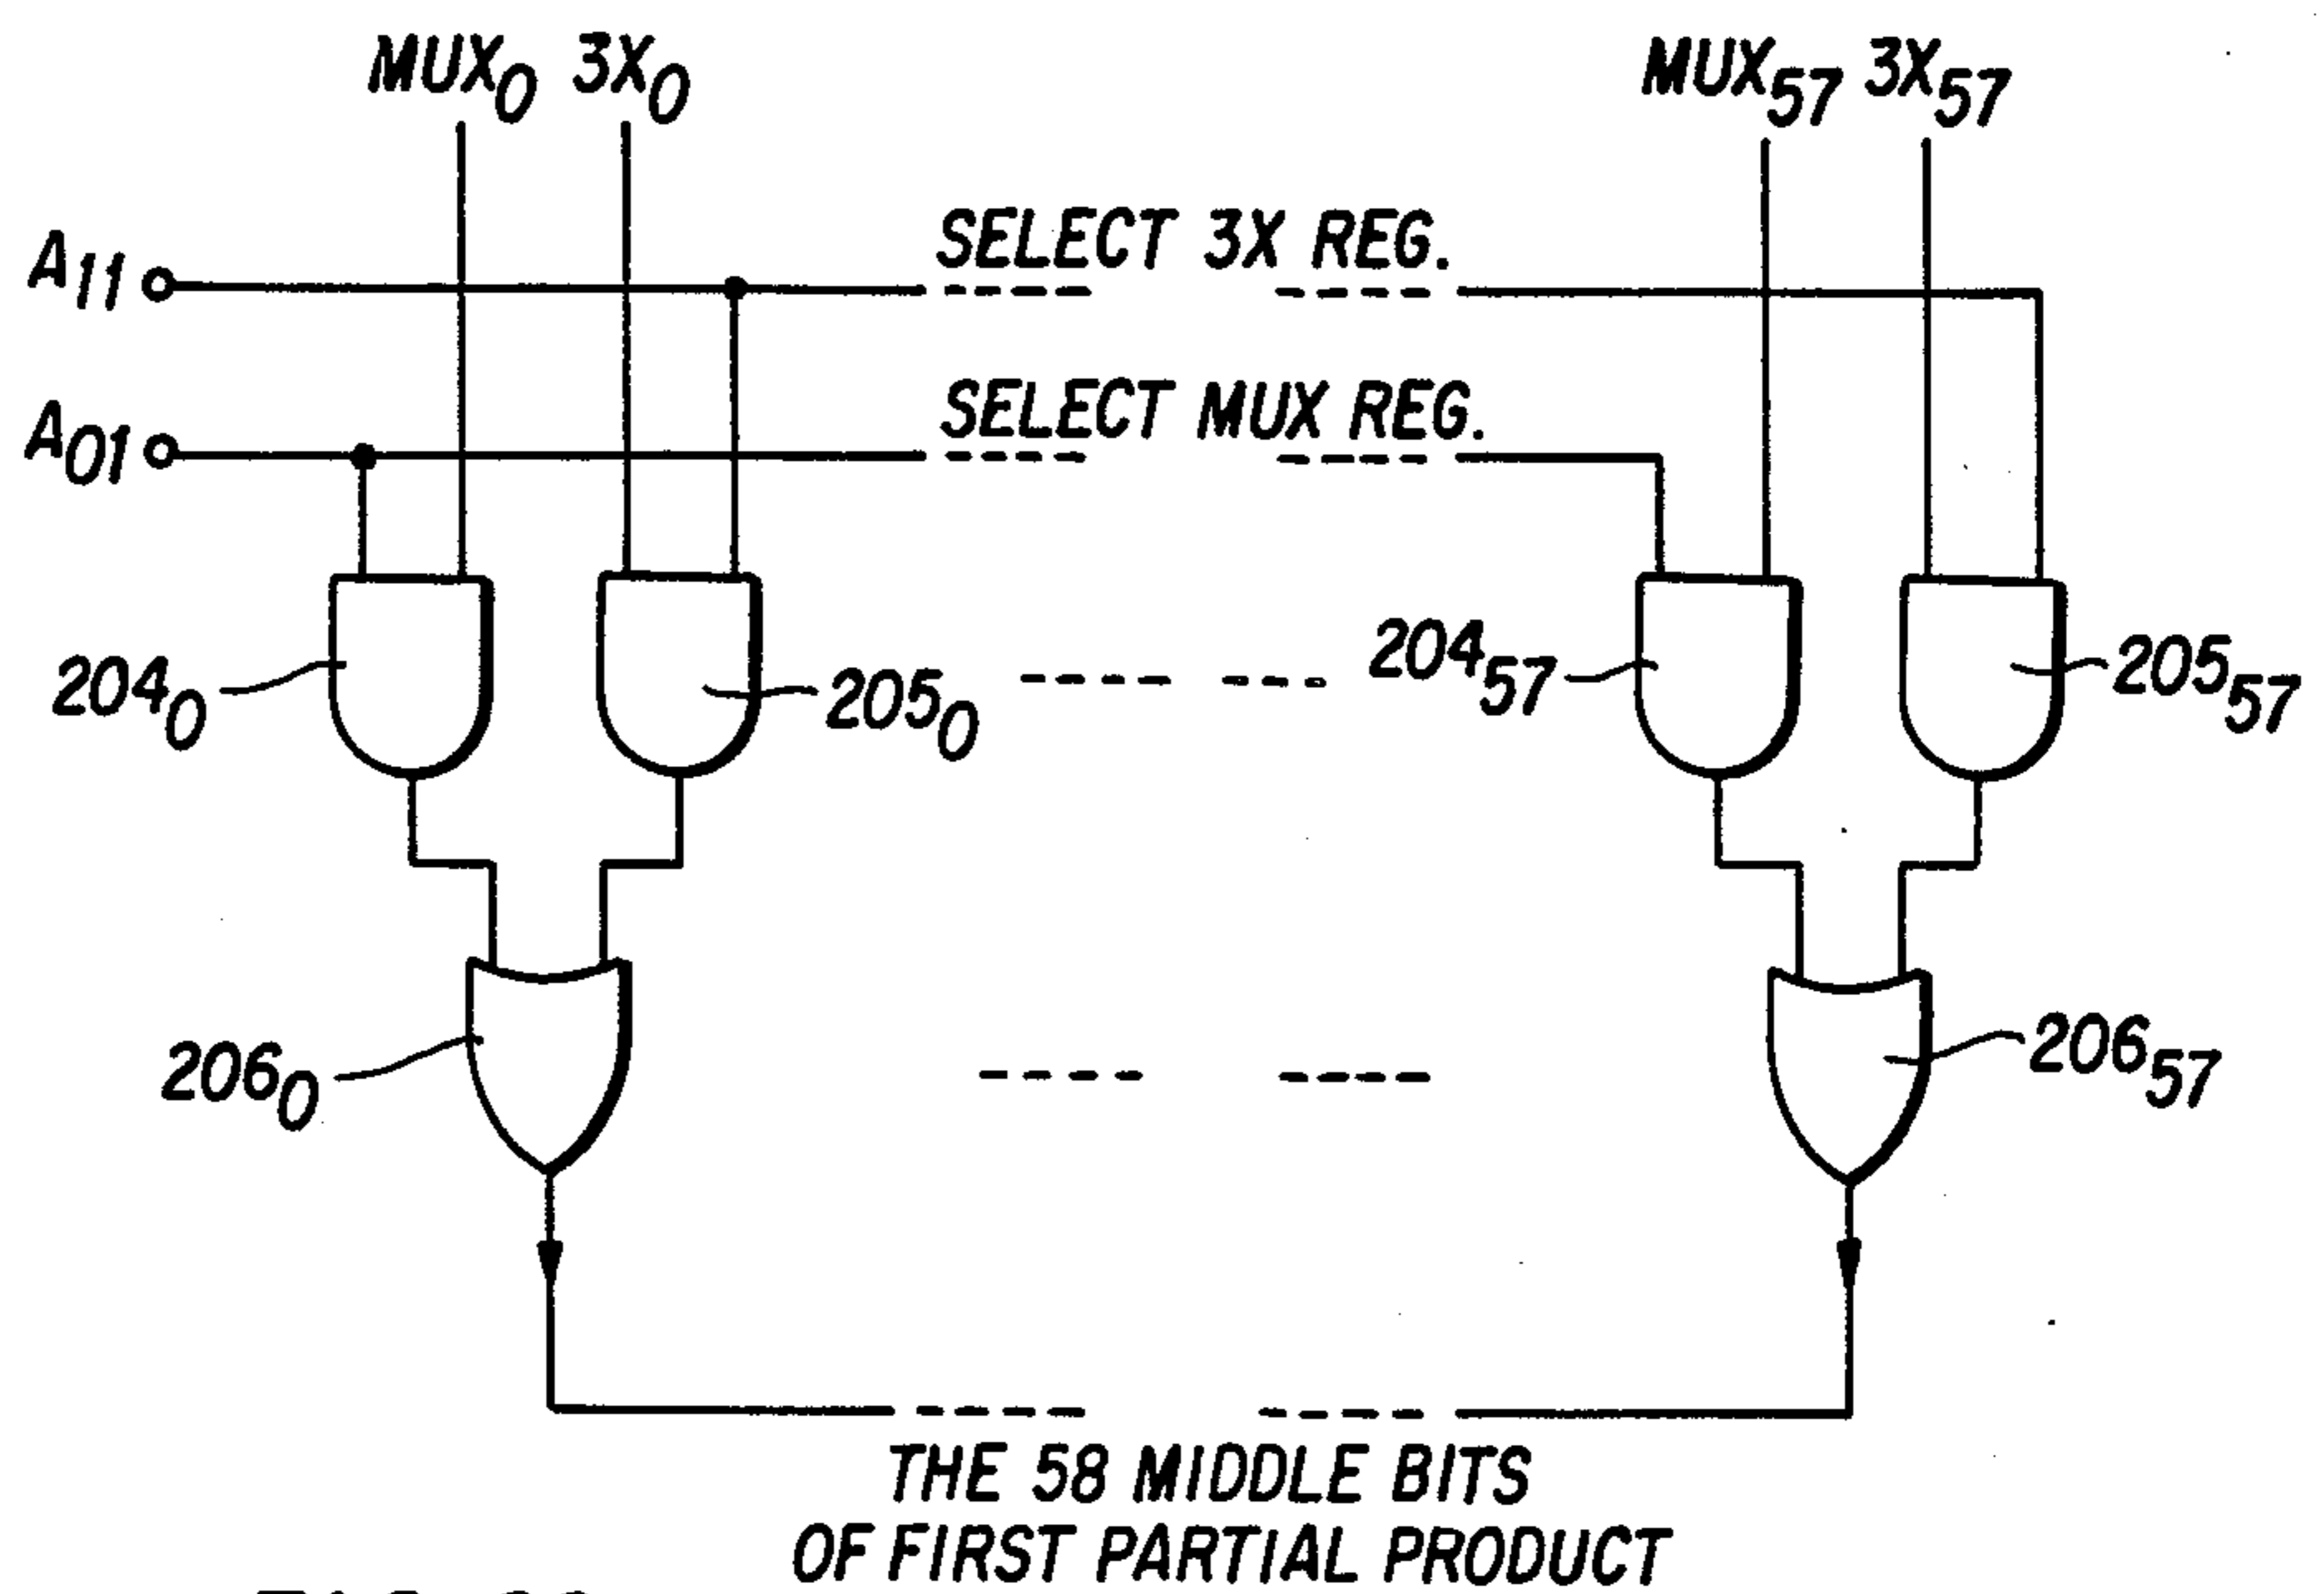 MUX0 3X0 MUX57 3X57
A11 SELECT 3X REG.
A01 SELECT MUX REG.
2040 2050 20457 20557
2060 20657
THE 58 MIDDLE BITS
OF FIRST PARTIAL PRODUCT